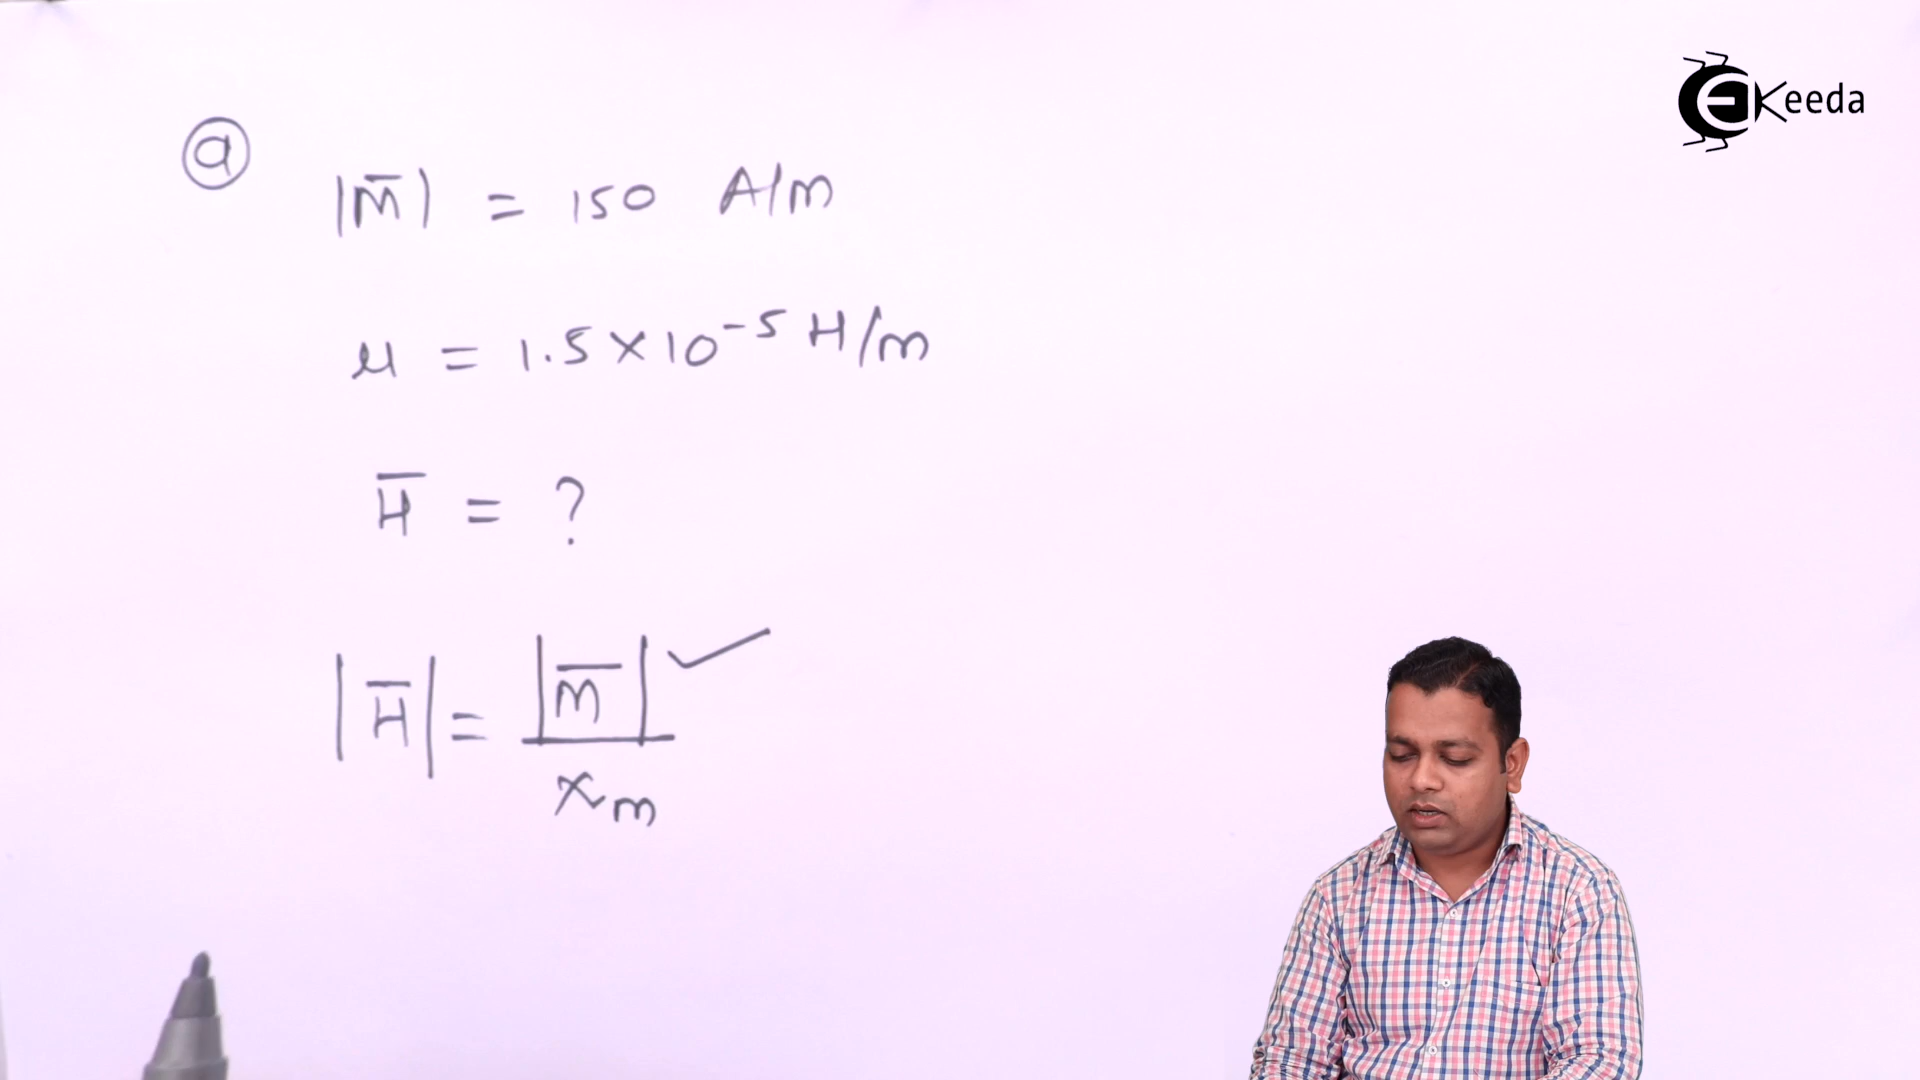 Keeda
ⓐ
|M̅| = 150 A/m
μ = 1.5 × 10⁻⁵ H/m
H̅ = ?
|H̅| = |M̅| ✓
χm